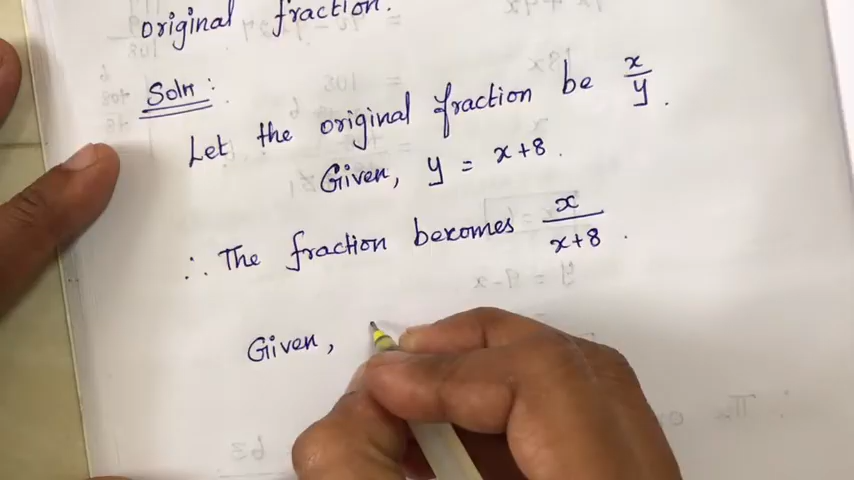 original fraction.
Soln:
Let the original fraction be x/y.
Given, y = x+8.
∴ The fraction becomes x/x+8.
Given,